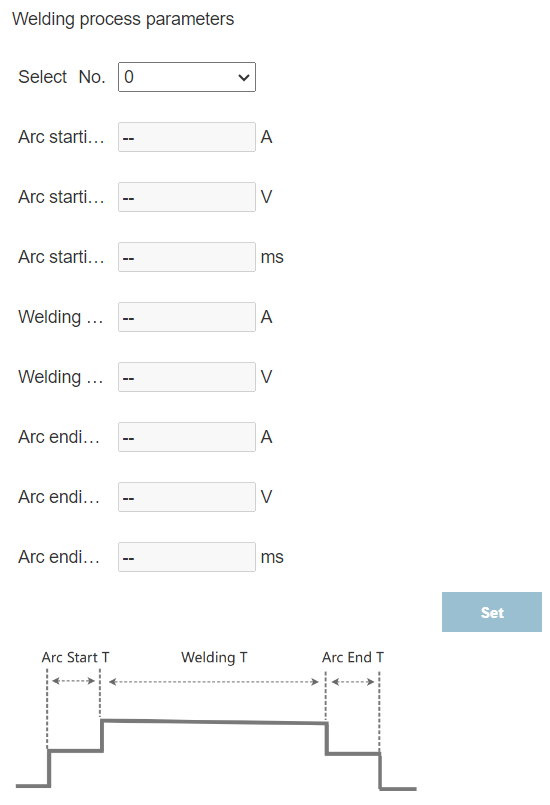 Welding process parameters
Select No. 0
Arc starti... -- A
Arc starti... -- V
Arc starti... -- ms
Welding ... -- A
Welding ... -- V
Arc endi... -- A
Arc endi... -- V
Arc endi... -- ms
Set
Arc Start T Welding T Arc End T